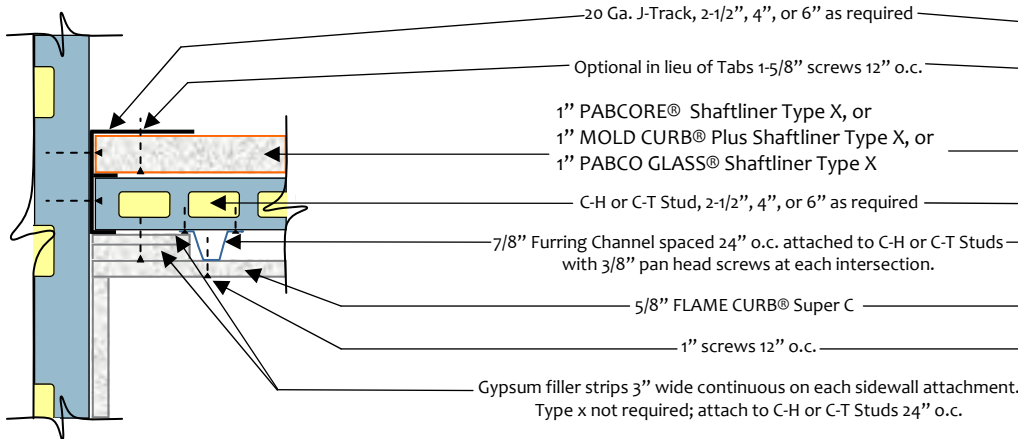 20 Ga. J-Track, 2-1/2”, 4”, or 6” as required
Optional in lieu of Tabs 1-5/8” screws 12” o.c.
1” PABCORE® Shaftliner Type X, or
1” MOLD CURB® Plus Shaftliner Type X, or
1” PABCO GLASS® Shaftliner Type X
C-H or C-T Stud, 2-1/2”, 4”, or 6” as required
7/8” Furring Channel spaced 24” o.c. attached to C-H or C-T Studs
with 3/8” pan head screws at each intersection.
5/8” FLAME CURB® Super C
1” screws 12” o.c.
Gypsum filler strips 3” wide continuous on each sidewall attachment.
Type x not required; attach to C-H or C-T Studs 24” o.c.